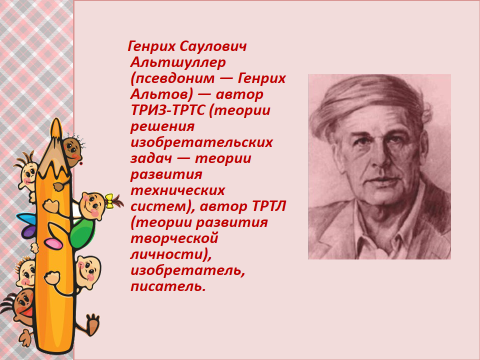 Генрих Саулович
Альтшуллер
(псевдоним — Генрих
Альтов) — автор
ТРИЗ-ТРТС (теории
решения
изобретательских
задач — теории
развития
технических
систем), автор ТРТЛ
(теории развития
творческой
личности),
изобретатель,
писатель.